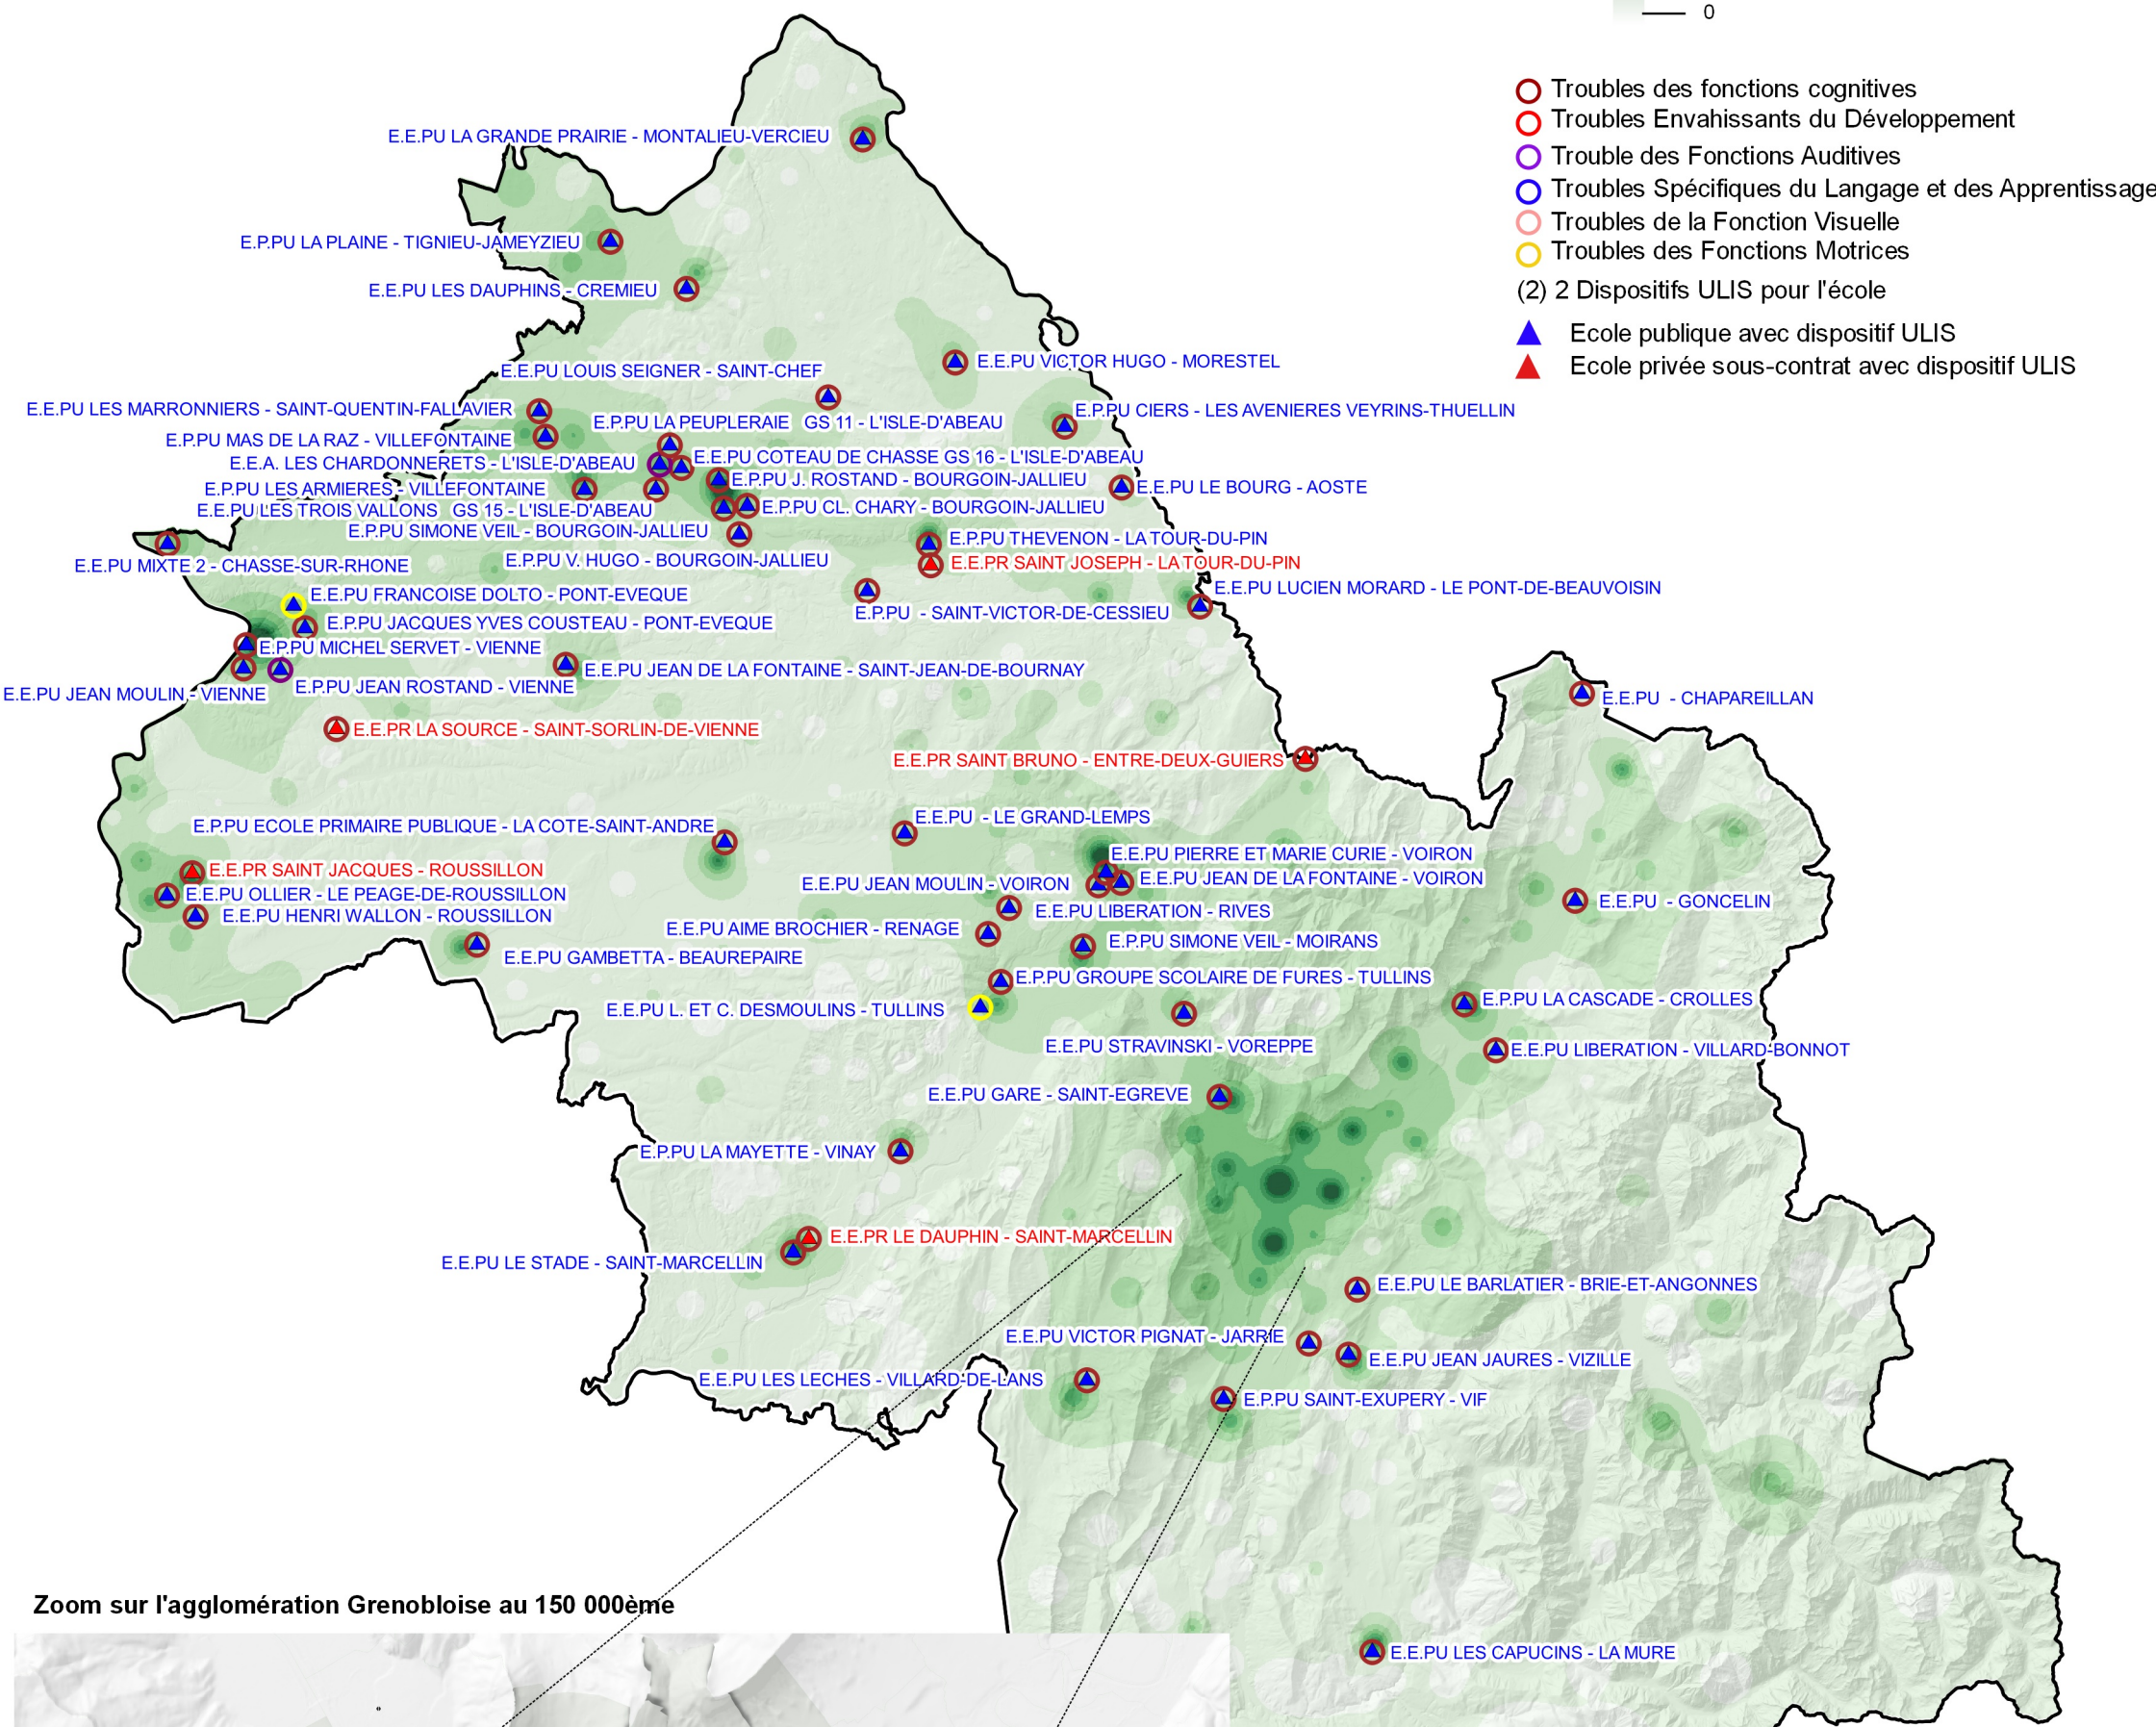 0
Troubles des fonctions cognitives
Troubles Envahissants du Développement
Trouble des Fonctions Auditives
Troubles Spécifiques du Langage et des Apprentissage
Troubles de la Fonction Visuelle
Troubles des Fonctions Motrices
(2) 2 Dispositifs ULIS pour l'école
Ecole publique avec dispositif ULIS
Ecole privée sous-contrat avec dispositif ULIS
E.E.PU LA GRANDE PRAIRIE - MONTALIEU-VERCIEU
E.P.PU LA PLAINE - TIGNIEU-JAMEYZIEU
E.E.PU LES DAUPHINS - CREMIEU
E.E.PU VICTOR HUGO - MORESTEL
E.E.PU LOUIS SEIGNER - SAINT-CHEF
E.E.PU LES MARRONNIERS - SAINT-QUENTIN-FALLAVIER
E.P.PU CIERS - LES AVENIERES VEYRINS-THUELLIN
E.P.PU LA PEUPLERAIE GS 11 - L'ISLE-D'ABEAU
E.P.PU MAS DE LA RAZ - VILLEFONTAINE
E.E.PU COTEAU DE CHASSE GS 16 - L'ISLE-D'ABEAU
E.E.A. LES CHARDONNERETS - L'ISLE-D'ABEAU
E.P.PU J. ROSTAND - BOURGOIN-JALLIEU
E.P.PU LES ARMIERES - VILLEFONTAINE
E.E.PU LE BOURG - AOSTE
E.E.PU LES TROIS VALLONS GS 15 - L'ISLE-D'ABEAU
E.P.PU CL. CHARY - BOURGOIN-JALLIEU
E.P.PU SIMONE VEIL - BOURGOIN-JALLIEU
E.P.PU THEVENON - LA TOUR-DU-PIN
E.P.PU V. HUGO - BOURGOIN-JALLIEU
E.E.PR SAINT JOSEPH - LA TOUR-DU-PIN
E.E.PU MIXTE 2 - CHASSE-SUR-RHONE
E.E.PU LUCIEN MORARD - LE PONT-DE-BEAUVOISIN
E.E.PU FRANCOISE DOLTO - PONT-EVEQUE
E.P.PU - SAINT-VICTOR-DE-CESSIEU
E.P.PU JACQUES YVES COUSTEAU - PONT-EVEQUE
E.P.PU MICHEL SERVET - VIENNE
E.E.PU JEAN DE LA FONTAINE - SAINT-JEAN-DE-BOURNAY
E.P.PU JEAN ROSTAND - VIENNE
E.E.PU JEAN MOULIN - VIENNE
E.E.PU - CHAPAREILLAN
E.E.PR LA SOURCE - SAINT-SORLIN-DE-VIENNE
E.E.PR SAINT BRUNO - ENTRE-DEUX-GUIERS
E.E.PU - LE GRAND-LEMPS
E.P.PU ECOLE PRIMAIRE PUBLIQUE - LA COTE-SAINT-ANDRE
E.E.PU PIERRE ET MARIE CURIE - VOIRON
E.E.PR SAINT JACQUES - ROUSSILLON
E.E.PU JEAN DE LA FONTAINE - VOIRON
E.E.PU JEAN MOULIN - VOIRON
E.E.PU OLLIER - LE PEAGE-DE-ROUSSILLON
E.E.PU - GONCELIN
E.E.PU LIBERATION - RIVES
E.E.PU HENRI WALLON - ROUSSILLON
E.E.PU AIME BROCHIER - RENAGE
E.P.PU SIMONE VEIL - MOIRANS
E.E.PU GAMBETTA - BEAUREPAIRE
E.P.PU GROUPE SCOLAIRE DE FURES - TULLINS
E.P.PU LA CASCADE - CROLLES
E.E.PU L. ET C. DESMOULINS - TULLINS
E.E.PU STRAVINSKI - VOREPPE
E.E.PU LIBERATION - VILLARD-BONNOT
E.E.PU GARE - SAINT-EGREVE
E.P.PU LA MAYETTE - VINAY
E.E.PR LE DAUPHIN - SAINT-MARCELLIN
E.E.PU LE STADE - SAINT-MARCELLIN
E.E.PU LE BARLATIER - BRIE-ET-ANGONNES
E.E.PU VICTOR PIGNAT - JARRIE
E.E.PU JEAN JAURES - VIZILLE
E.E.PU LES LECHES - VILLARD-DE-LANS
E.P.PU SAINT-EXUPERY - VIF
Zoom sur l'agglomération Grenobloise au 150 000ème
E.E.PU LES CAPUCINS - LA MURE